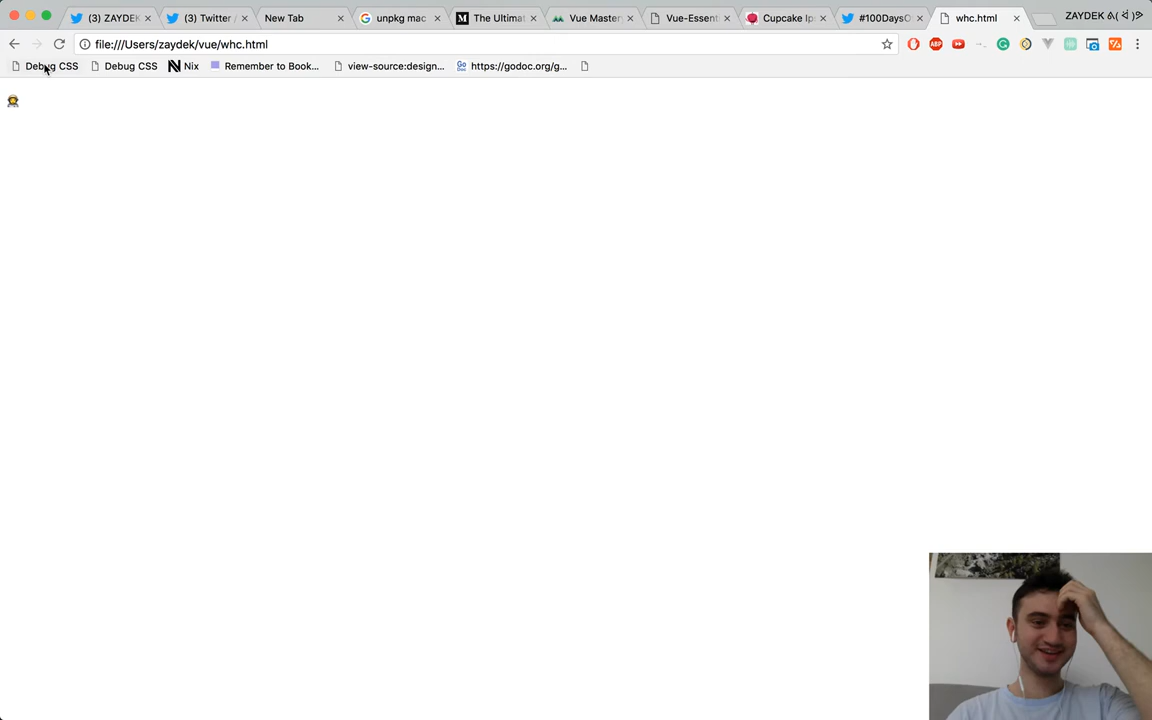 (3) ZAYDEK
(3) Twitter /
New Tab
unpkg mac
The Ultimat
Vue Master
Vue-Essent
Cupcake Ip
#100DaysO
whc.html
ZAYDEK
file:///Users/zaydek/vue/whc.html
ABP
Debug CSS
Debug CSS
Nix
Remember to Book...
view-source:design...
Go
https://godoc.org/g...